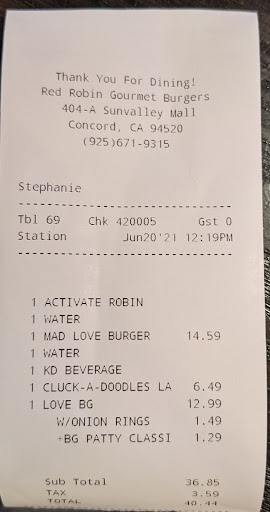 Thank You For Dining!
Red Robin Gourmet Burgers
404-A Sunvalley Mall
Concord, CA 94520
(925)671-9315
Stephanie
Tbl 69 Chk 420005 Gst 0
Station Jun20'21 12:19PM
1 ACTIVATE ROBIN
1 WATER
1 MAD LOVE BURGER 14.59
1 WATER
1 KD BEVERAGE
1 CLUCK-A-DOODLES LA 6.49
1 LOVE BG 12.99
W/ONION RINGS 1.49
+BG PATTY CLASSI 1.29
Sub Total 36.85
TAX 3.59
TOTAL 40.44